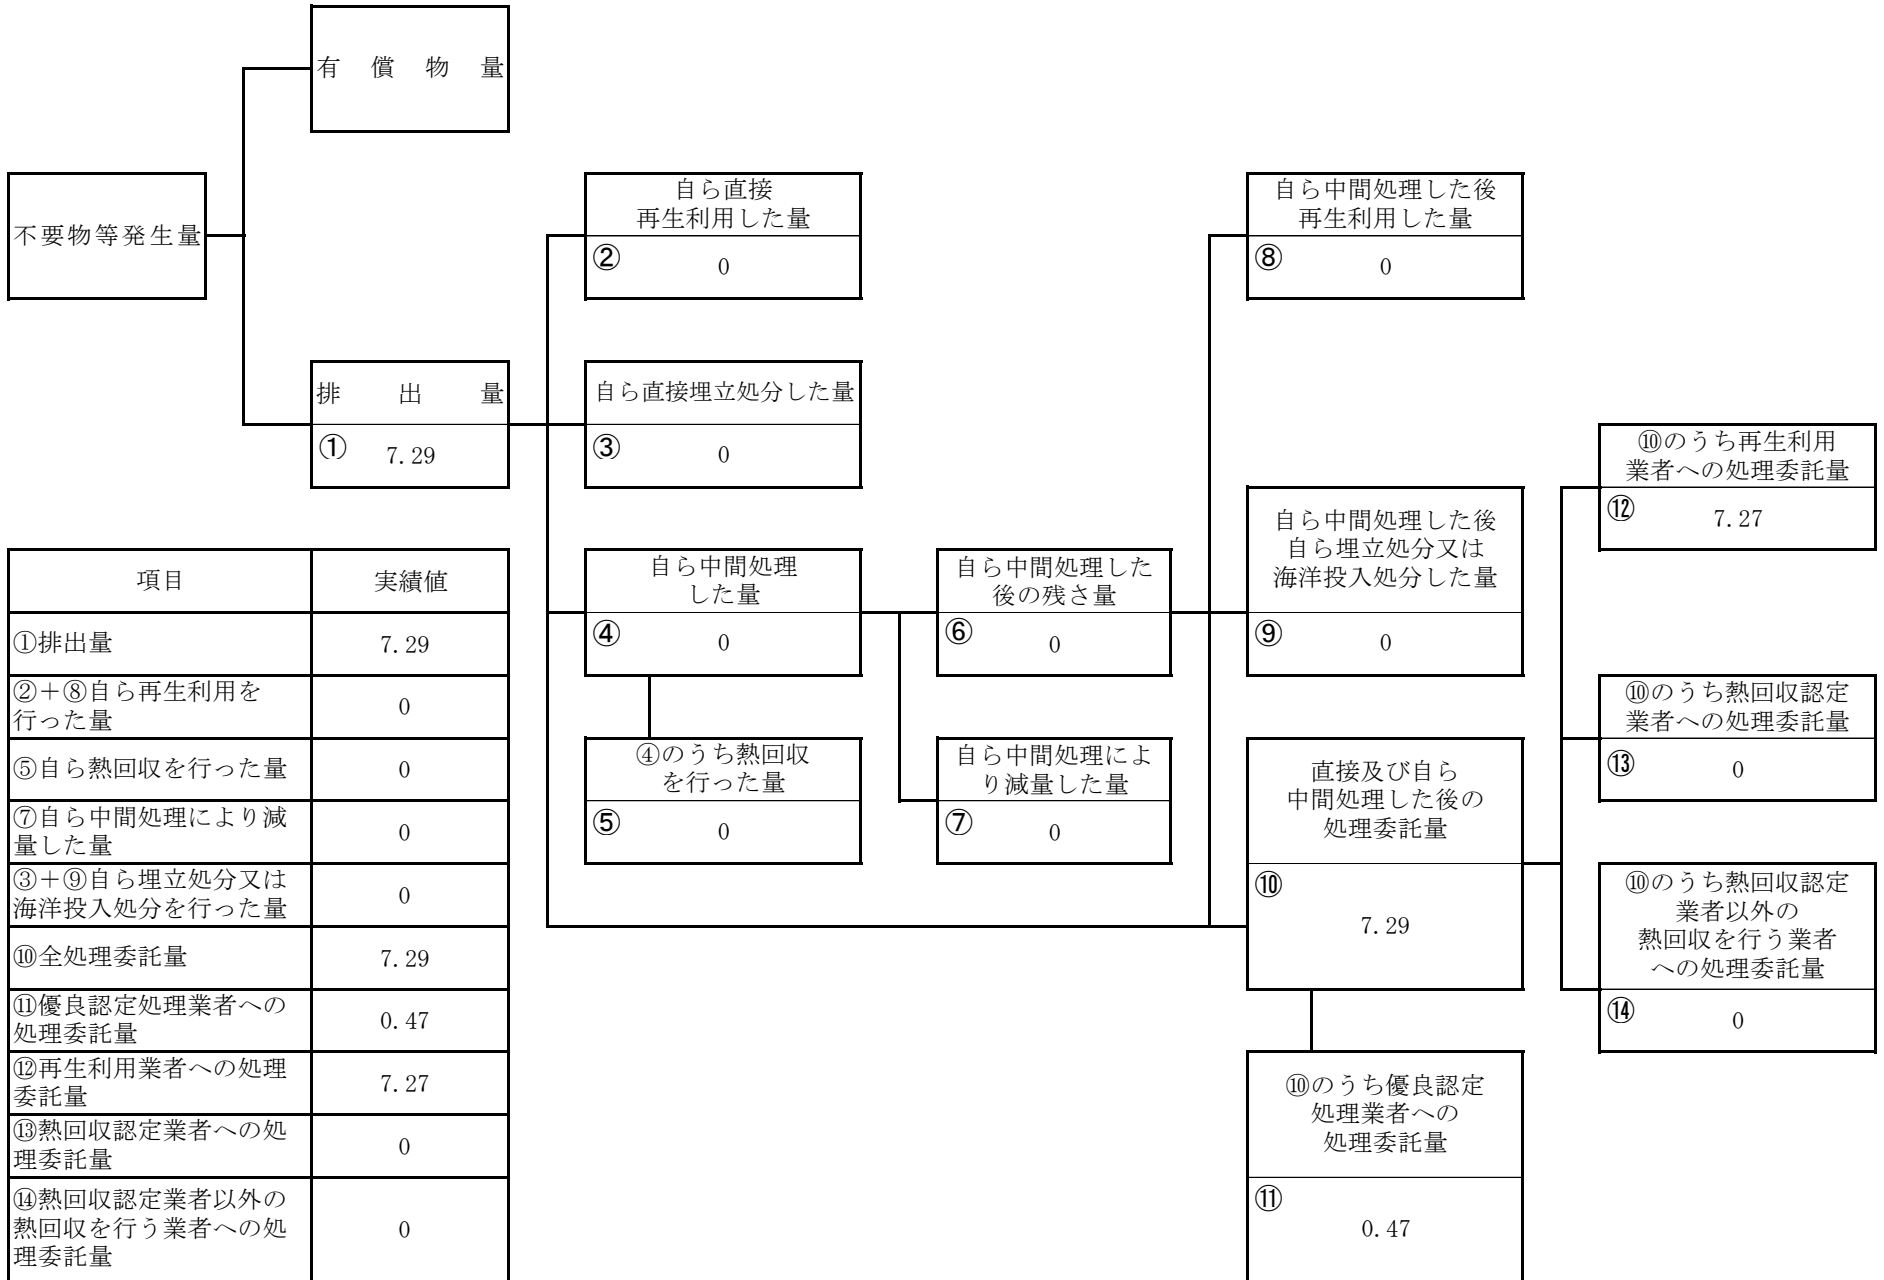 有償物量
不要物等発生量
排出量
① 7.29
自ら直接
再生利用した量
② 0
自ら直接埋立処分した量
③ 0
自ら中間処理
した量
④ 0
④のうち熱回収
を行った量
⑤ 0
自ら中間処理した
後の残さ量
⑥ 0
自ら中間処理によ
り減量した量
⑦ 0
自ら中間処理した後
再生利用した量
⑧ 0
自ら中間処理した後
自ら埋立処分又は
海洋投入処分した量
⑨ 0
直接及び自ら
中間処理した後の
処理委託量
⑩
7.29
⑩のうち優良認定
処理業者への
処理委託量
⑪
0.47
⑩のうち再生利用
業者への処理委託量
⑫ 7.27
⑩のうち熱回収認定
業者への処理委託量
⑬ 0
⑩のうち熱回収認定
業者以外の
熱回収を行う業者
への処理委託量
⑭ 0
項目 実績値
①排出量 7.29
②+⑧自ら再生利用を
行った量 0
⑤自ら熱回収を行った量 0
⑦自ら中間処理により減
量した量 0
③+⑨自ら埋立処分又は
海洋投入処分を行った量 0
⑩全処理委託量 7.29
⑪優良認定処理業者への
処理委託量 0.47
⑫再生利用業者への処理
委託量 7.27
⑬熱回収認定業者への処
理委託量 0
⑭熱回収認定業者以外の
熱回収を行う業者への処
理委託量 0